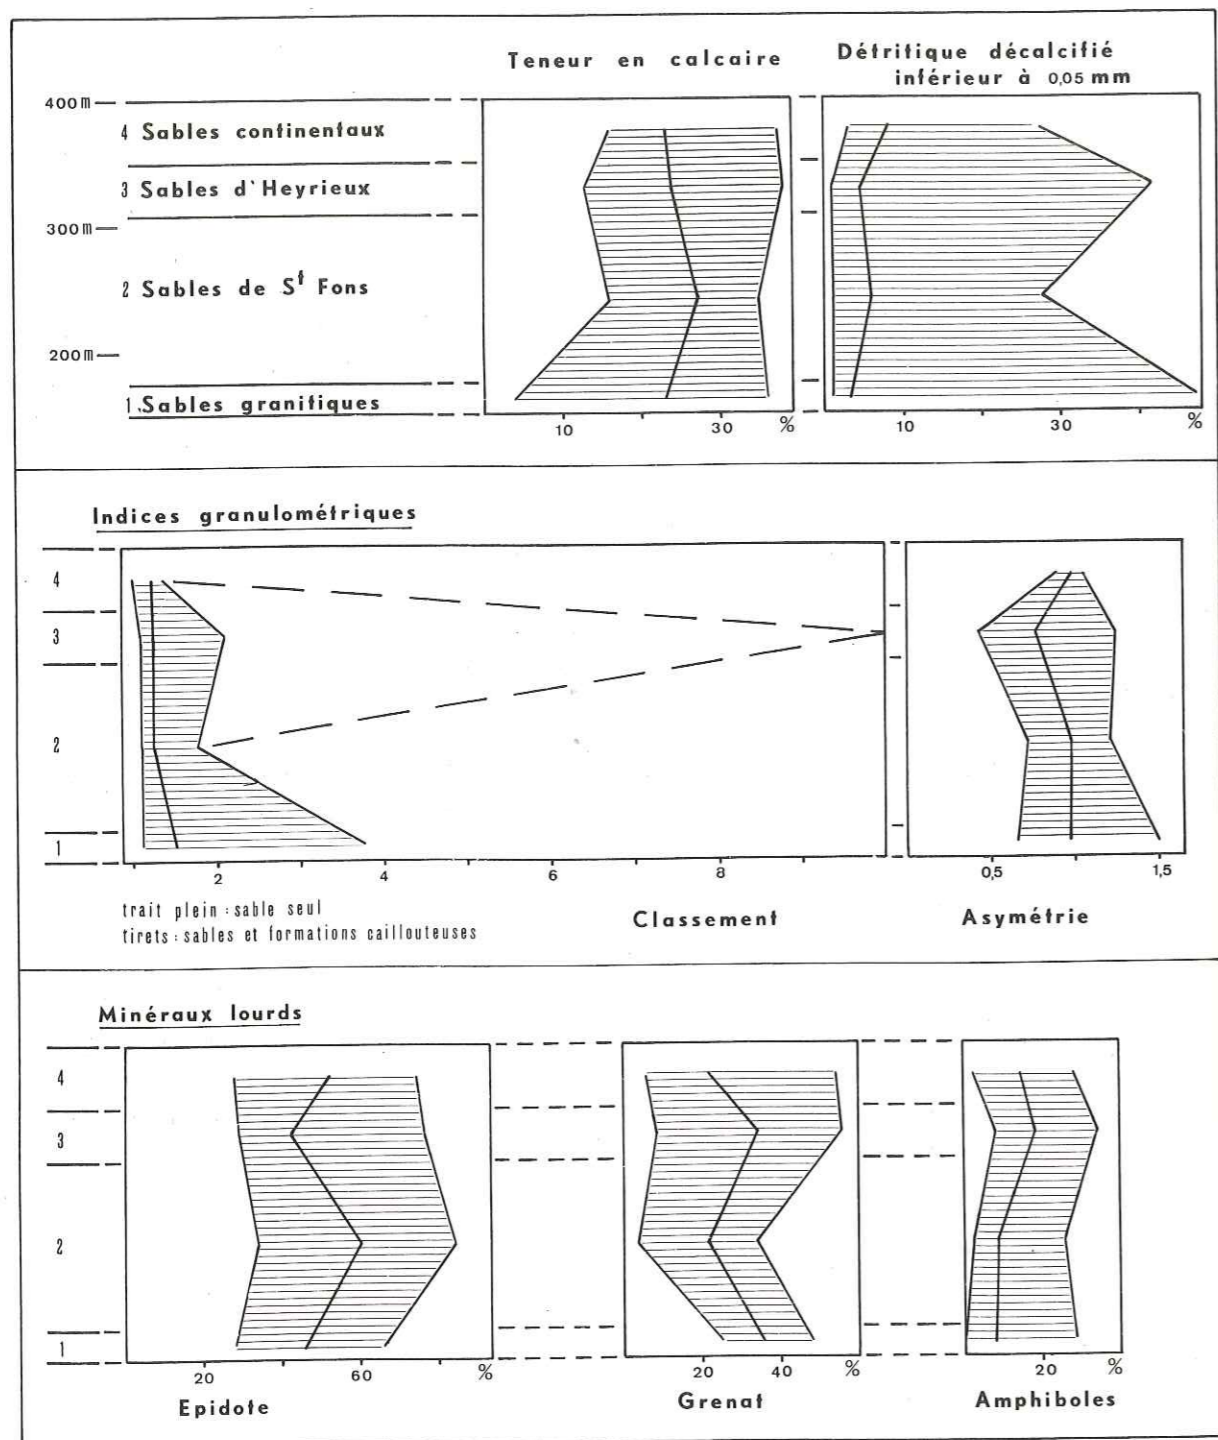 Teneur en calcaire
Détritique décalcifié
inférieur à 0,05 mm
400m
4 Sables continentaux
3 Sables d'Heyrieux
300m
2 Sables de St Fons
200m
1 Sables granitiques
10 30 %
10 30 %
Indices granulométriques
4
3
2
1
2 4 6 8
0,5 1,5
trait plein : sable seul
tirets : sables et formations caillouteuses
Classement
Asymétrie
Minéraux lourds
4
3
2
1
20 60 %
20 40 %
20 %
Epidote
Grenat
Amphiboles